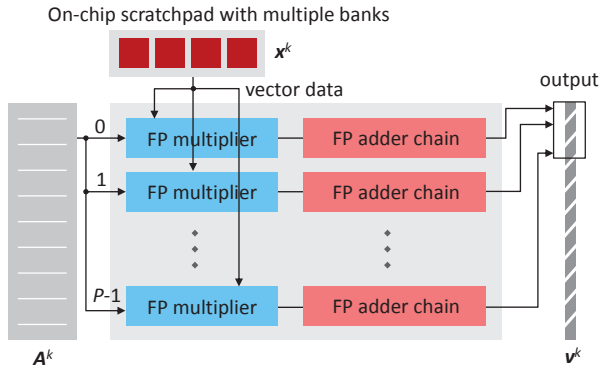 On-chip scratchpad with multiple banks
x^k
vector data
output
0
FP multiplier
FP adder chain
1
FP multiplier
FP adder chain
P-1
FP multiplier
FP adder chain
A^k
v^k